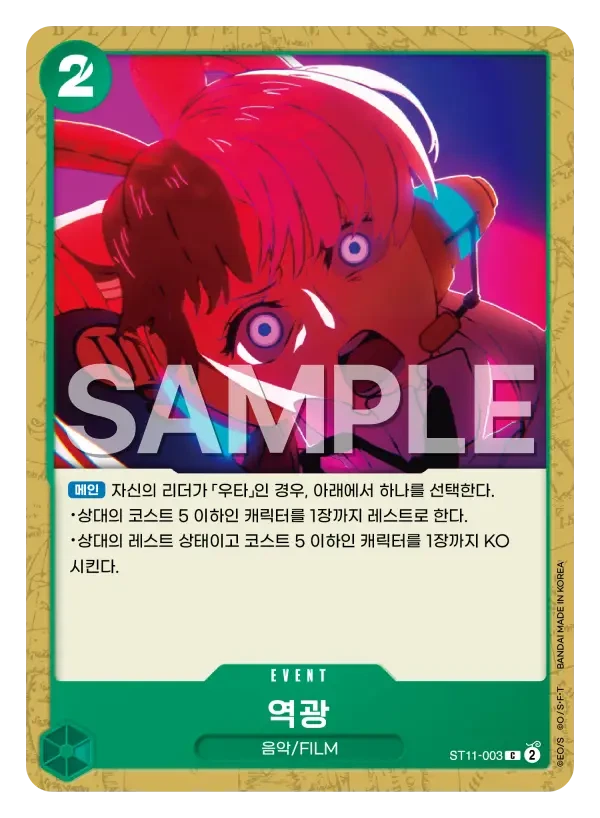 2
SAMPLE
메인 자신의 리더가 「우타」인 경우, 아래에서 하나를 선택한다.
•상대의 코스트 5 이하인 캐릭터를 1장까지 레스트로 한다.
•상대의 레스트 상태이고 코스트 5 이하인 캐릭터를 1장까지 KO
시킨다.
EVENT
역광
음악/FILM
ST11-003 C 2
©EO/S ©O/S·F·T BANDAI MADE IN KOREA